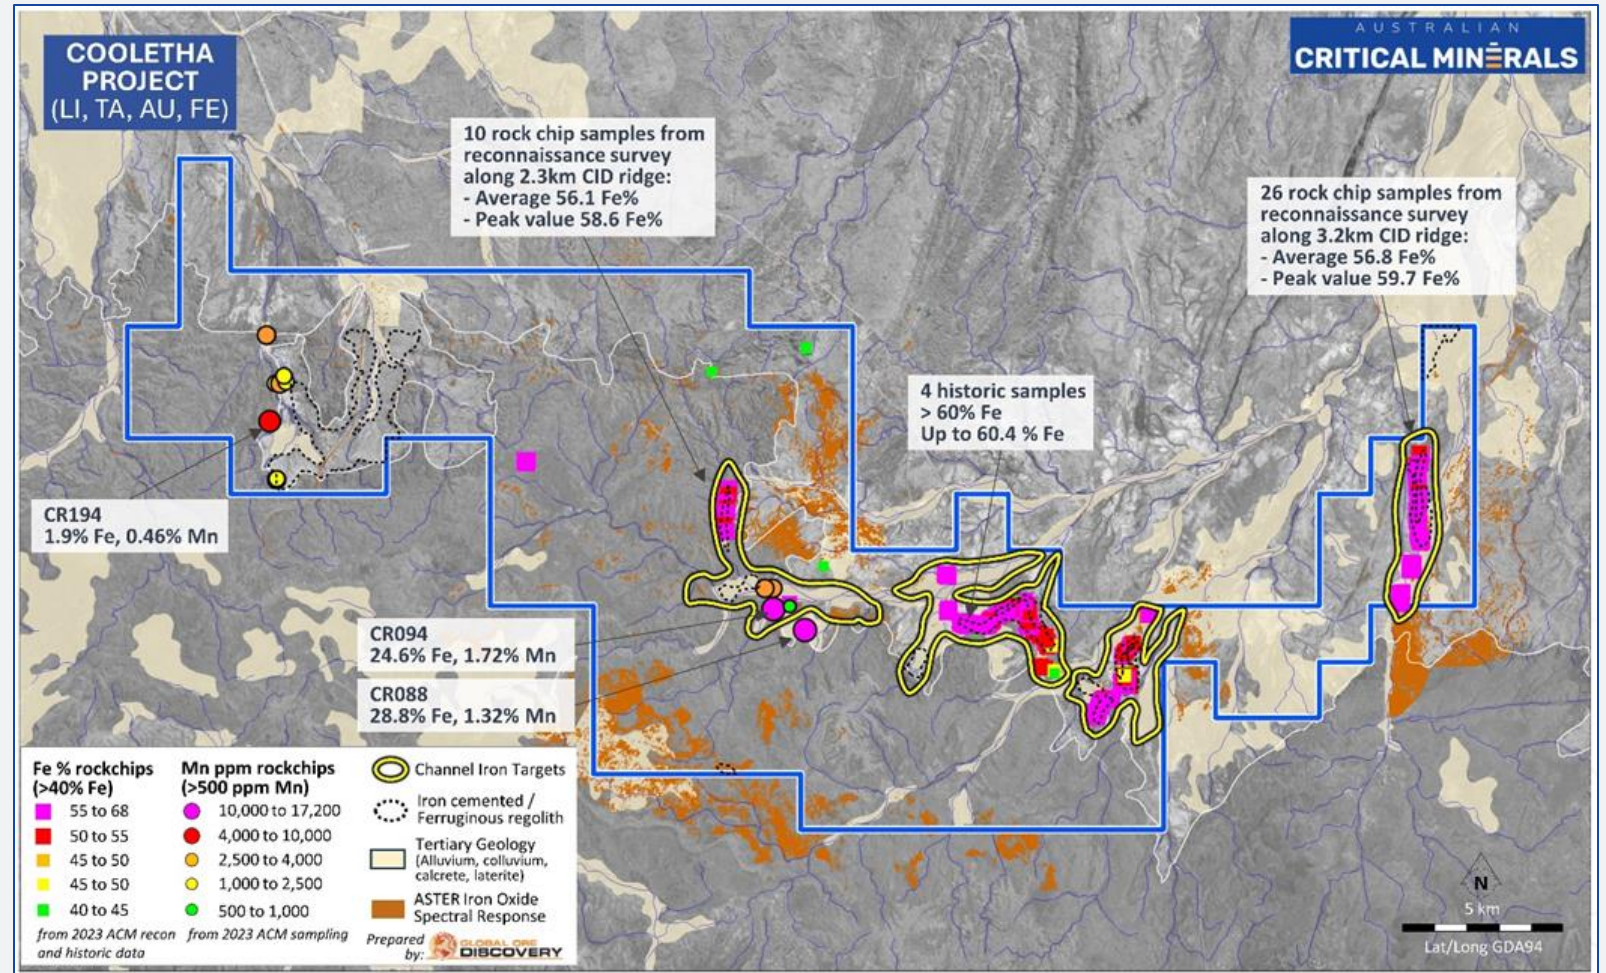 COOLETHA
PROJECT
(LI, TA, AU, FE)
AUSTRALIAN
CRITICAL MINERALS
10 rock chip samples from
reconnaissance survey
along 2.3km CID ridge:
- Average 56.1 Fe%
- Peak value 58.6 Fe%
26 rock chip samples from
reconnaissance survey
along 3.2km CID ridge:
- Average 56.8 Fe%
- Peak value 59.7 Fe%
4 historic samples
> 60% Fe
Up to 60.4 % Fe
CR194
1.9% Fe, 0.46% Mn
CR094
24.6% Fe, 1.72% Mn
CR088
28.8% Fe, 1.32% Mn
Fe % rockchips
(>40% Fe)
55 to 68
50 to 55
45 to 50
45 to 50
40 to 45
from 2023 ACM recon
and historic data
Mn ppm rockchips
(>500 ppm Mn)
10,000 to 17,200
4,000 to 10,000
2,500 to 4,000
1,000 to 2,500
500 to 1,000
from 2023 ACM sampling
Channel Iron Targets
Iron cemented /
Ferruginous regolith
Tertiary Geology
(Alluvium, colluvium,
calcrete, laterite)
ASTER Iron Oxide
Spectral Response
Prepared
by:
GLOBAL ORE
DISCOVERY
N
5 km
Lat/Long GDA94